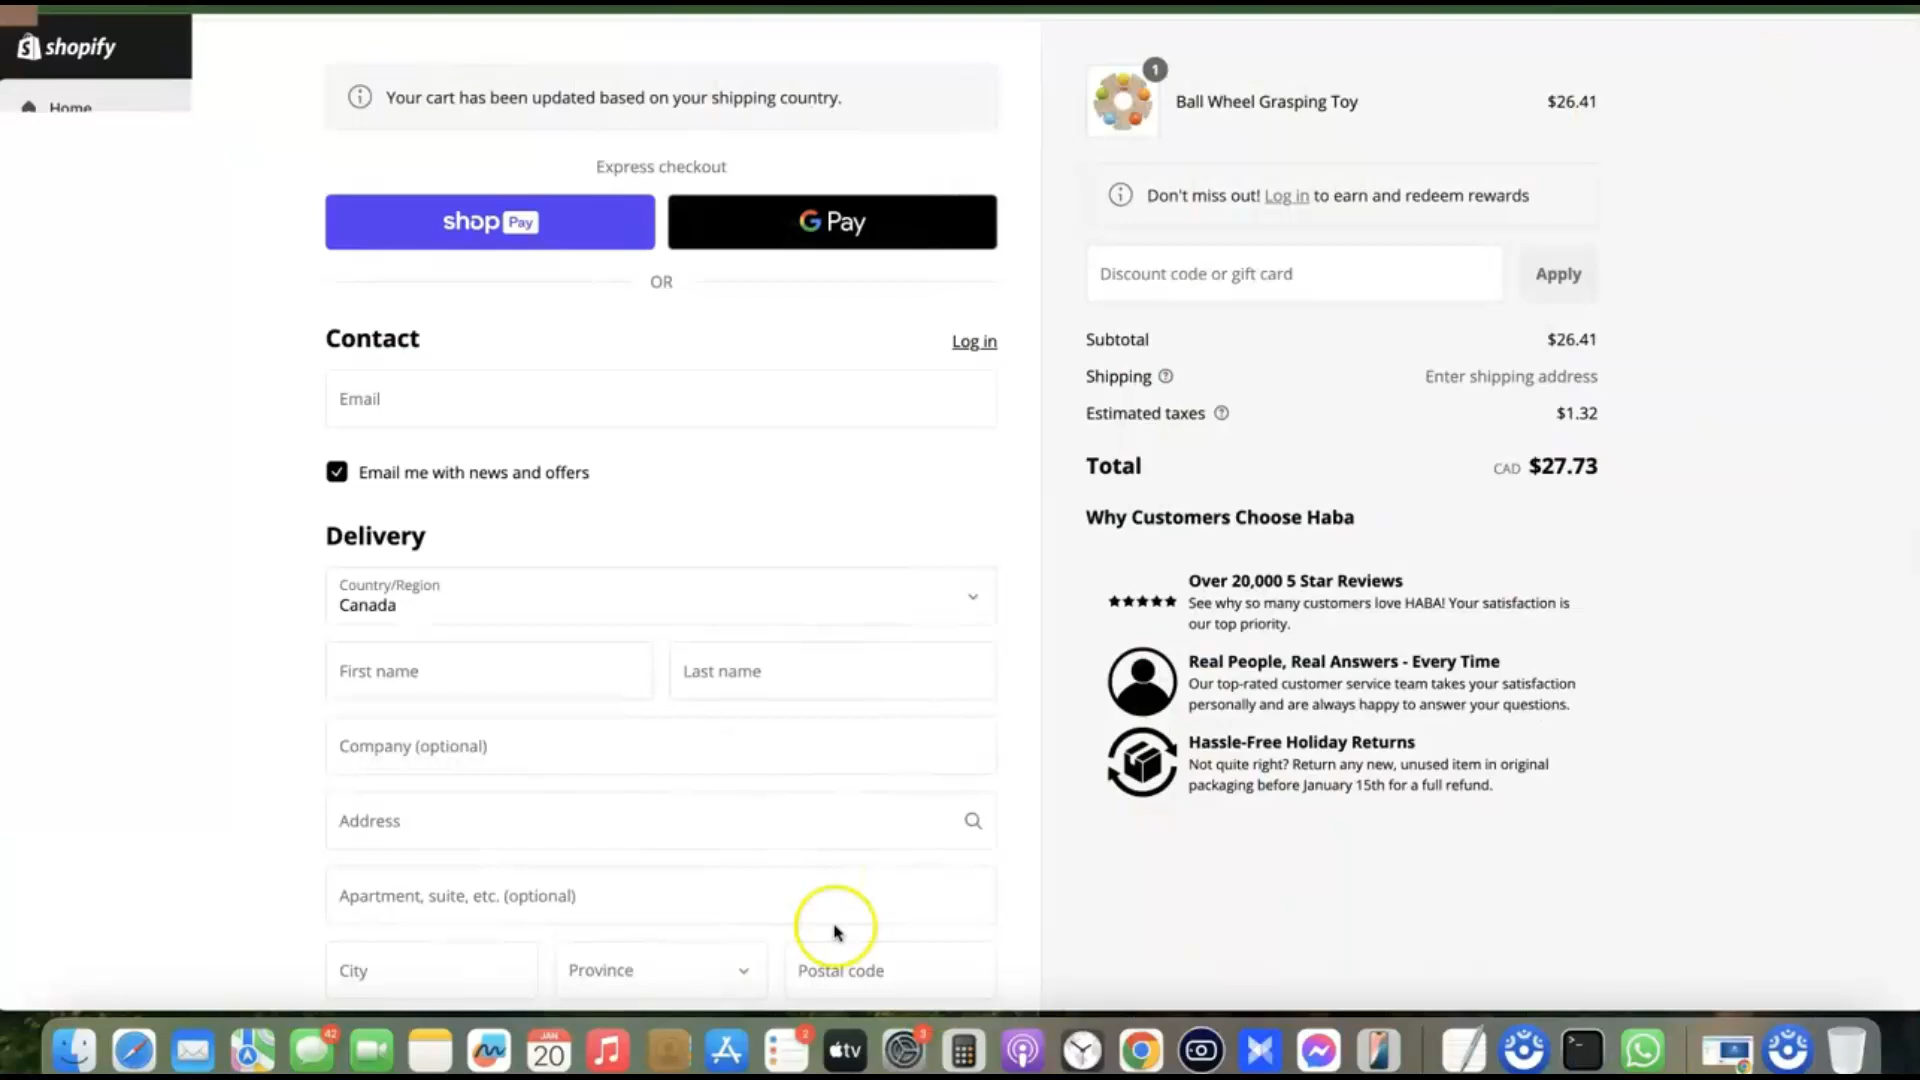 shopify
Home
Your cart has been updated based on your shipping country.
Express checkout
shop Pay
G Pay
OR
Contact
Log in
Email
Email me with news and offers
Delivery
Country/Region
Canada
First name
Last name
Company (optional)
Address
Apartment, suite, etc. (optional)
City
Province
Postal code
1
Ball Wheel Grasping Toy
$26.41
Don't miss out! Log in to earn and redeem rewards
Discount code or gift card
Apply
Subtotal
$26.41
Shipping
Enter shipping address
Estimated taxes
$1.32
Total
CAD $27.73
Why Customers Choose Haba
Over 20,000 5 Star Reviews
See why so many customers love HABA! Your satisfaction is
our top priority.
Real People, Real Answers - Every Time
Our top-rated customer service team takes your satisfaction
personally and are always happy to answer your questions.
Hassle-Free Holiday Returns
Not quite right? Return any new, unused item in original
packaging before January 15th for a full refund.
42
JAN
20
2
tv
3